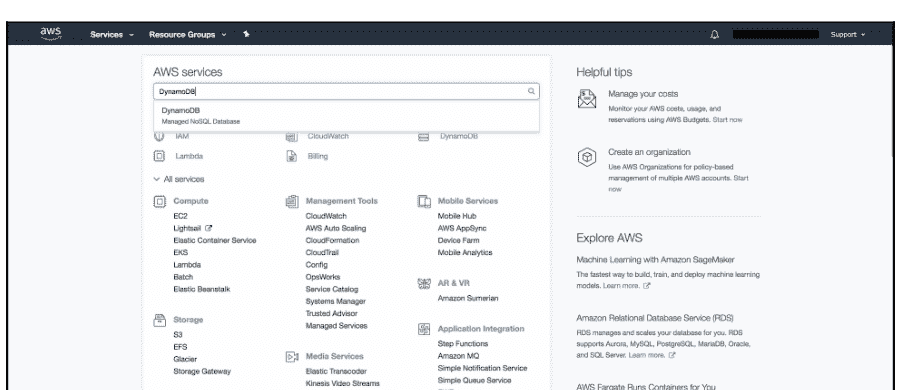 aws
Services
Resource Groups
Support
AWS services
DynamoDB
DynamoDB
Managed NoSQL Database
IAM
CloudWatch
DynamoDB
Lambda
Billing
All services
Compute
EC2
Lightsail
Elastic Container Service
EKS
Lambda
Batch
Elastic Beanstalk
Storage
S3
EFS
Glacier
Storage Gateway
Management Tools
CloudWatch
AWS Auto Scaling
CloudFormation
CloudTrail
Config
OpsWorks
Service Catalog
Systems Manager
Trusted Advisor
Managed Services
Media Services
Elastic Transcoder
Kinesis Video Streams
Mobile Services
Mobile Hub
AWS AppSync
Device Farm
Mobile Analytics
AR & VR
Amazon Sumerian
Application Integration
Step Functions
Amazon MQ
Simple Notification Service
Simple Queue Service
Helpful tips
Manage your costs
Monitor your AWS costs, usage, and
reservations using AWS Budgets. Start now
Create an organization
Use AWS Organizations for policy-based
management of multiple AWS accounts. Start
now
Explore AWS
Machine Learning with Amazon SageMaker
The fastest way to build, train, and deploy machine learning
models. Learn more.
Amazon Relational Database Service (RDS)
RDS manages and scales your database for you. RDS
supports Aurora, MySQL, PostgreSQL, MariaDB, Oracle,
and SQL Server. Learn more.
AWS Fargate Runs Containers for You